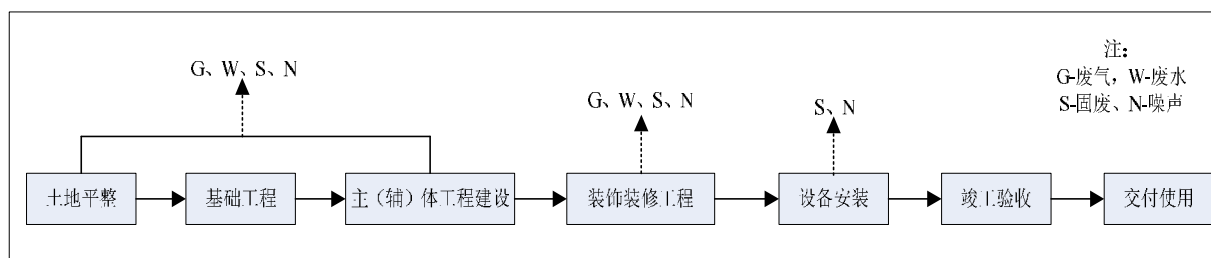 注：
G-废气，W-废水
S-固废、N-噪声
G、W、S、N
G、W、S、N
S、N
土地平整
基础工程
主（辅）体工程建设
装饰装修工程
设备安装
竣工验收
交付使用